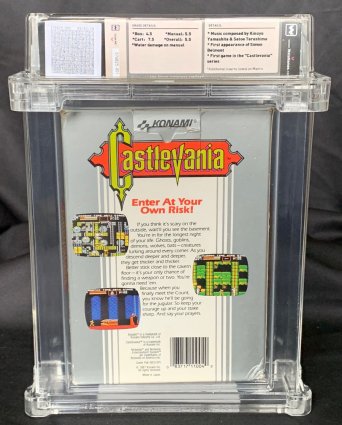 GRADE DETAILS
DETAILS
• Box: 4.5
• Manual: 5.5
• Cart: 7.5
• Overall: 5.5
• Water damage on manual
• Music composed by Kinuyo
Yamashita & Satoe Terashima
• First appearance of Simon
Belmont
• First game in the "Castlevania"
series
KONAMI
Castlevania
Enter At Your
Own Risk!
If you think it's scary on the
outside, wait'll you see the basement.
You're in for the longest night
of your life. Ghosts, goblins,
demons, wolves, bats—creatures
lurking around every corner. As you
descend deeper and deeper,
they get thicker and thicker.
Better stick close to the cavern
floor—it's your only chance of
finding a weapon or two. You're
gonna need 'em.
Because when you
finally meet the Count,
you know he'll be going
for the jugular. So keep your
courage up and your stake
sharp. And say your prayers.